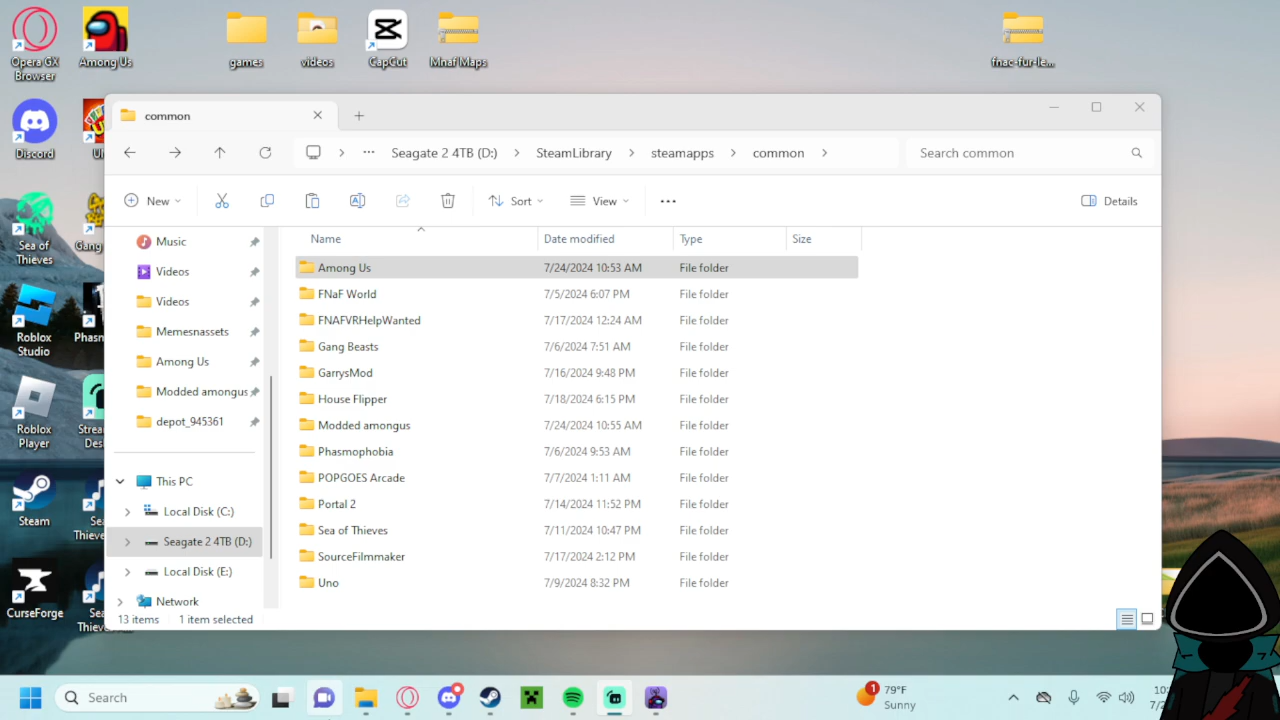 Opera GX
Browser
Among Us
games
videos
CapCut
Mnaf Maps
fnac-fur-le...
Discord
Sea of
Thieves
Gang
Roblox
Studio
Phasm
Roblox
Player
Strea
Des
Steam
Sea
Thieve
CurseForge
Sea
Thieves
common
Seagate 2 4TB (D:)
SteamLibrary
steamapps
common
Search common
New
Sort
View
Details
Music
Videos
Videos
Memesnassets
Among Us
Modded amongus
depot_945361
This PC
Local Disk (C:)
Seagate 2 4TB (D:)
Local Disk (E:)
Network
Name Date modified Type Size
Among Us 7/24/2024 10:53 AM File folder
FNaF World 7/5/2024 6:07 PM File folder
FNAFVRHelpWanted 7/17/2024 12:24 AM File folder
Gang Beasts 7/6/2024 7:51 AM File folder
GarrysMod 7/16/2024 9:48 PM File folder
House Flipper 7/18/2024 6:15 PM File folder
Modded amongus 7/24/2024 10:55 AM File folder
Phasmophobia 7/6/2024 9:53 AM File folder
POPGOES Arcade 7/7/2024 1:11 AM File folder
Portal 2 7/14/2024 11:52 PM File folder
Sea of Thieves 7/11/2024 10:47 PM File folder
SourceFilmmaker 7/17/2024 2:12 PM File folder
Uno 7/9/2024 8:32 PM File folder
13 items 1 item selected
Search
1
79°F
Sunny